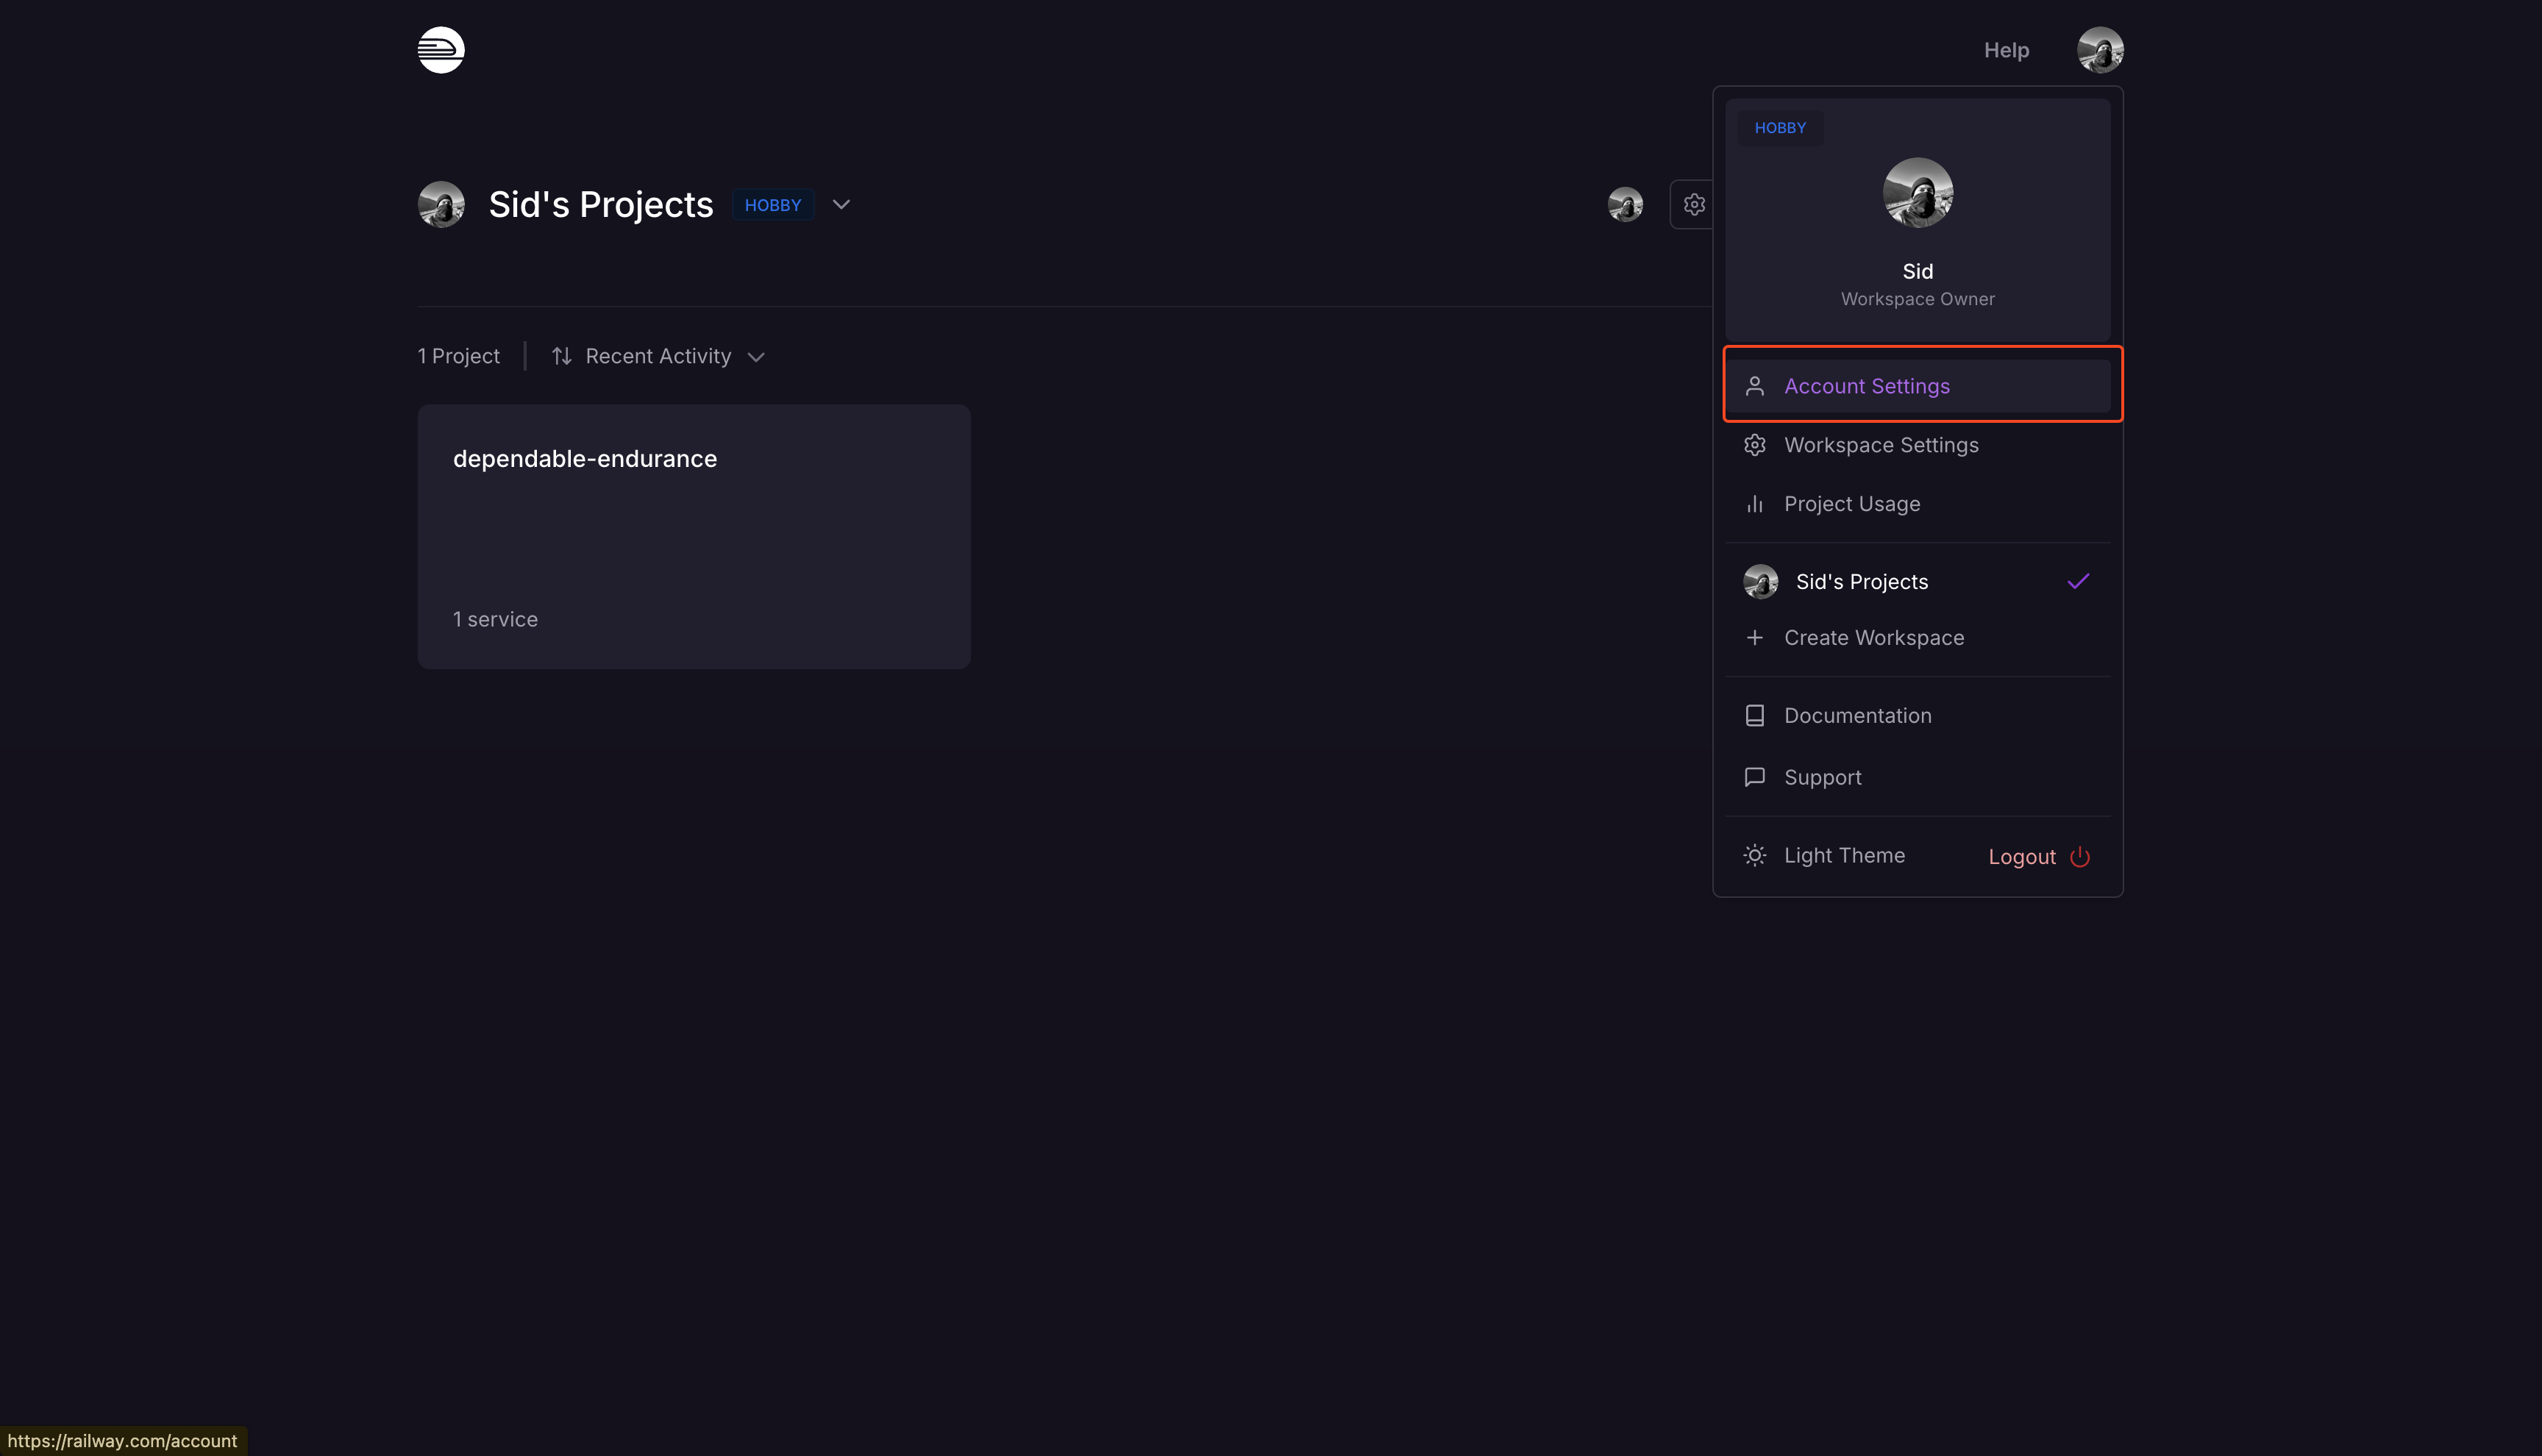 Help
Sid's Projects HOBBY
1 Project
Recent Activity
dependable-endurance
1 service
HOBBY
Sid
Workspace Owner
Account Settings
Workspace Settings
Project Usage
Sid's Projects
Create Workspace
Documentation
Support
Light Theme
Logout
https://railway.com/account